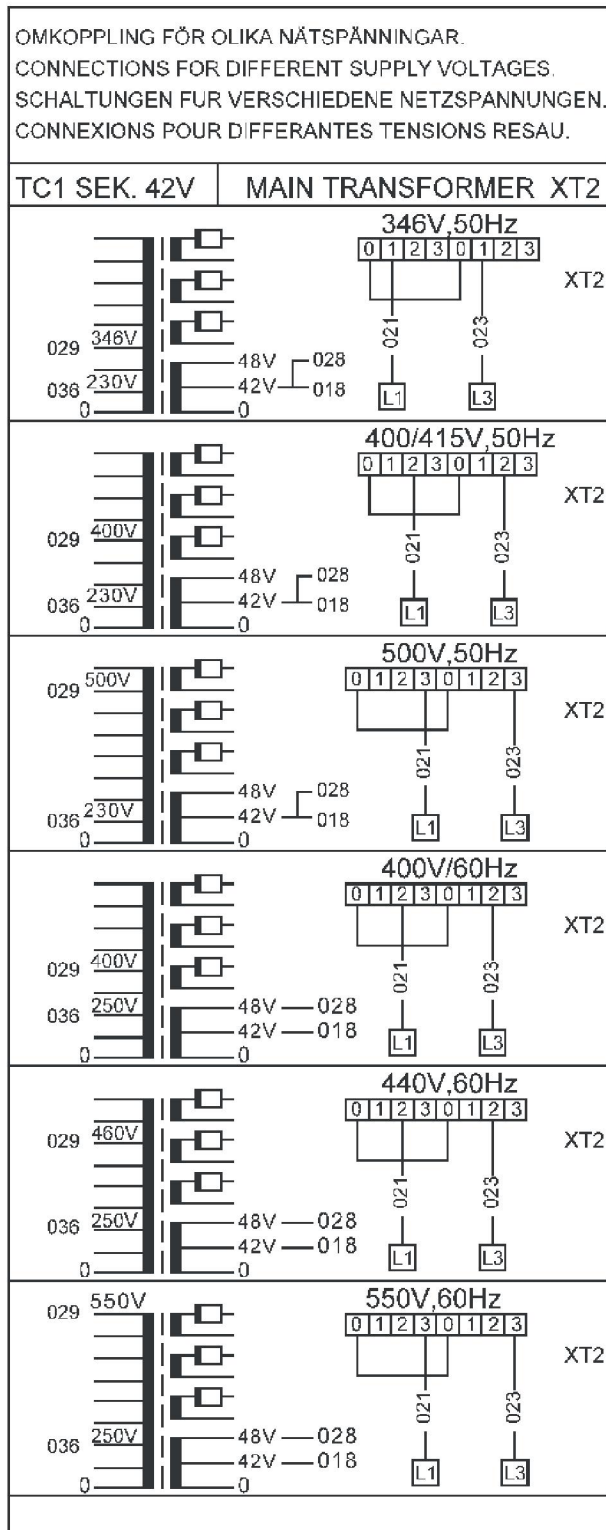 OMKOPPLING FÖR OLIKA NÄTSPÄNNINGAR.
CONNECTIONS FOR DIFFERENT SUPPLY VOLTAGES.
SCHALTUNGEN FUR VERSCHIEDENE NETZSPANNUNGEN.
CONNEXIONS POUR DIFFERANTES TENSIONS RESAU.
TC1 SEK. 42V MAIN TRANSFORMER XT2
346V,50Hz
0 1 2 3 0 1 2 3
XT2
021 023
029 346V
48V 028
036 230V
42V 018
0 0
L1 L3
400/415V,50Hz
0 1 2 3 0 1 2 3
XT2
029 400V
021 023
48V 028
036 230V
42V 018
0 0
L1 L3
500V,50Hz
0 1 2 3 0 1 2 3
029 500V
XT2
021 023
48V 028
036 230V
42V 018
0 0
L1 L3
400V/60Hz
0 1 2 3 0 1 2 3
XT2
029 400V
021 023
036 250V
48V 028
42V 018
0 0
L1 L3
440V,60Hz
0 1 2 3 0 1 2 3
029 460V
XT2
021 023
036 250V
48V 028
42V 018
0 0
L1 L3
550V,60Hz
029 550V
0 1 2 3 0 1 2 3
XT2
021 023
036 250V
48V 028
42V 018
0 0
L1 L3